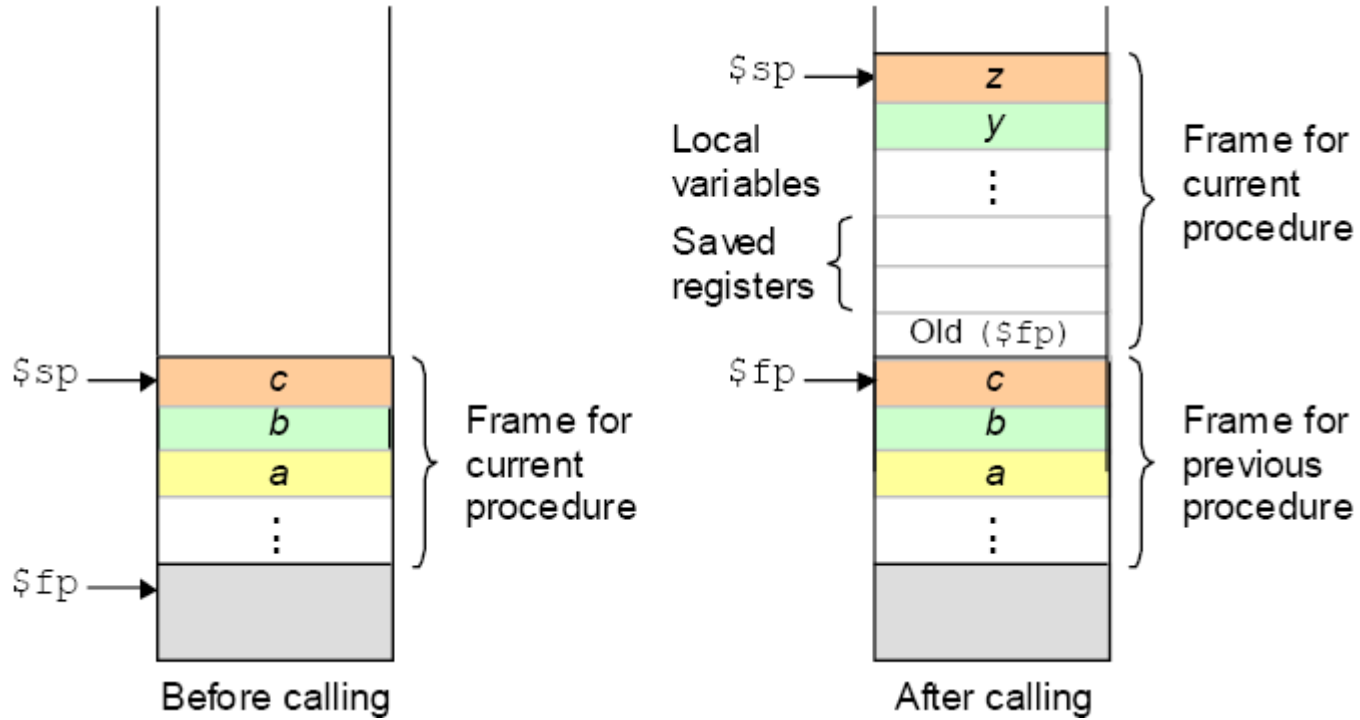 $sp
c
b
a
⋮
$fp
Frame for
current
procedure
Before calling
$sp
z
y
⋮
Local
variables
Saved
registers
Old ($fp)
$fp
c
b
a
⋮
Frame for
current
procedure
Frame for
previous
procedure
After calling